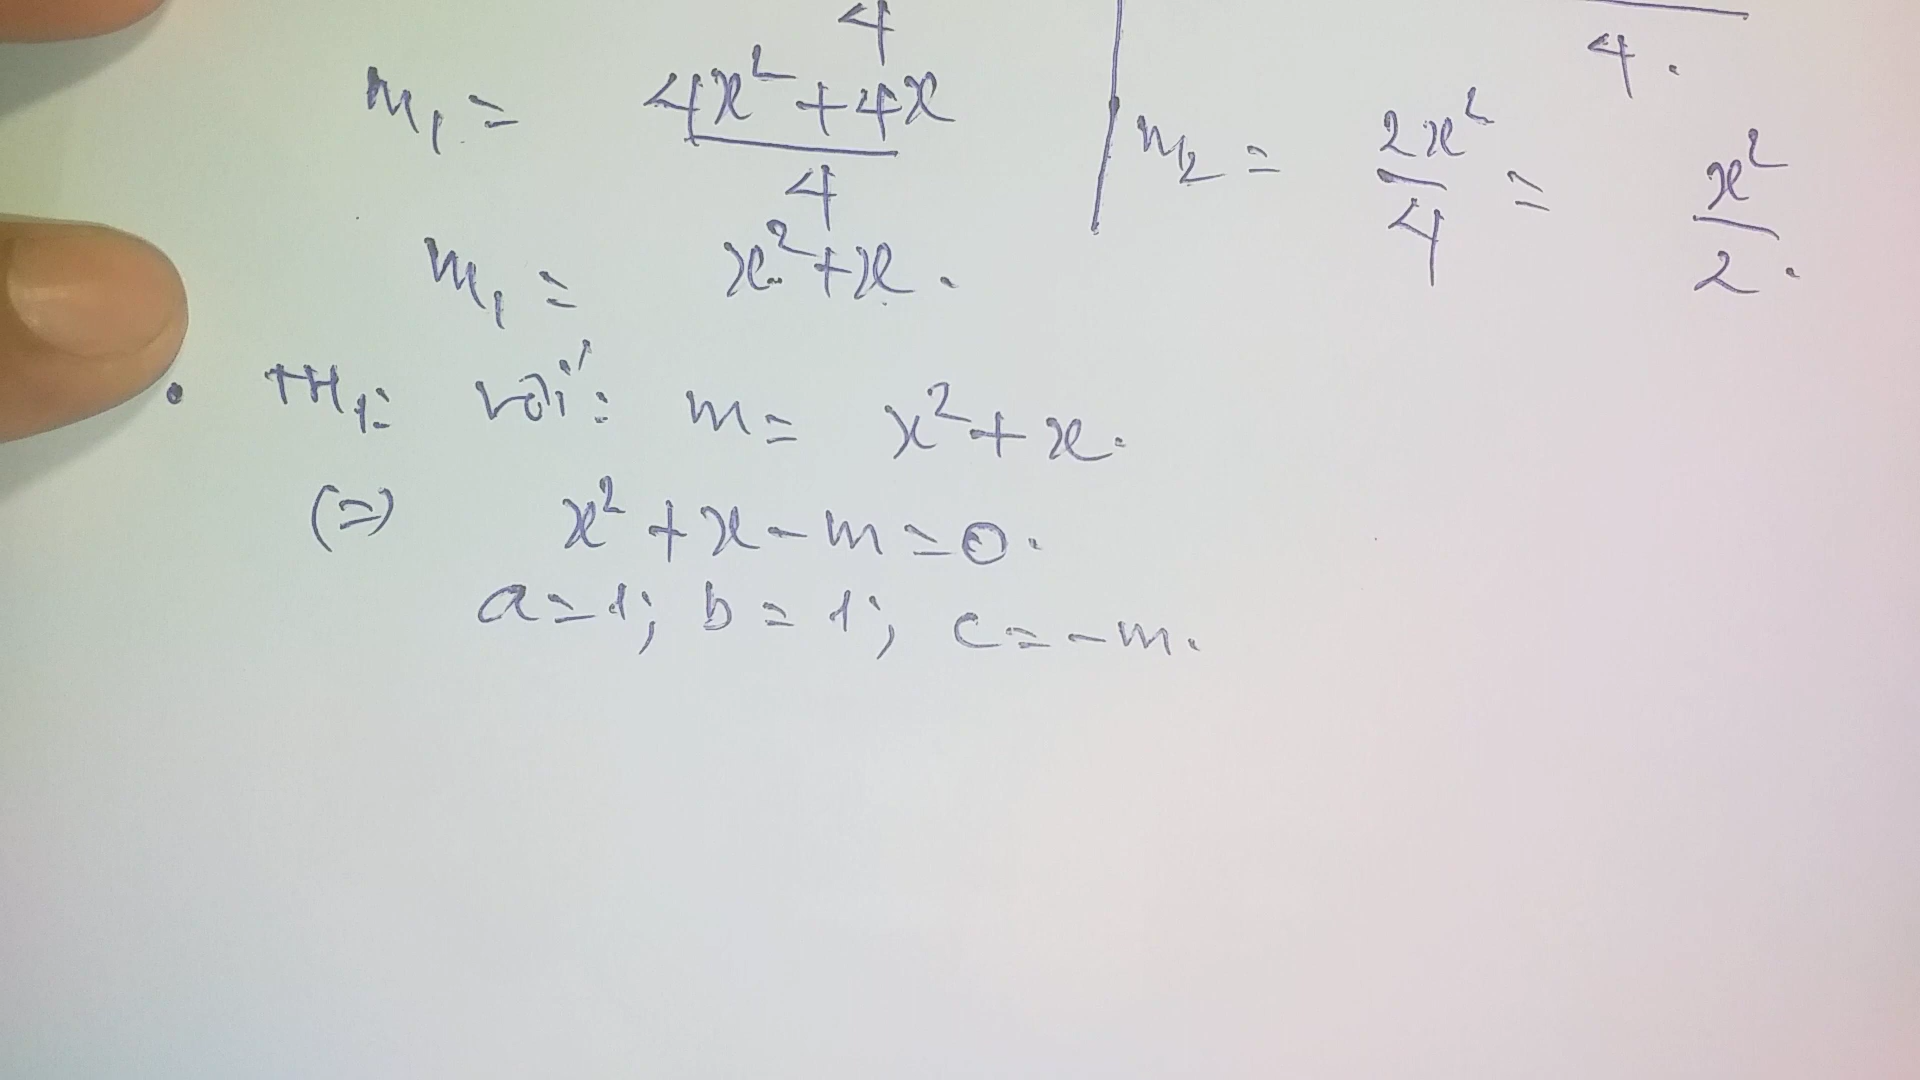 4
4.
m₁ = (4x² + 4x)/4
m₂ = 2x²/4 = x²/2.
m₁ = x² + x.
• TH1: với: m = x² + x.
(=) x² + x - m = 0.
a = 1; b = 1; c = -m.